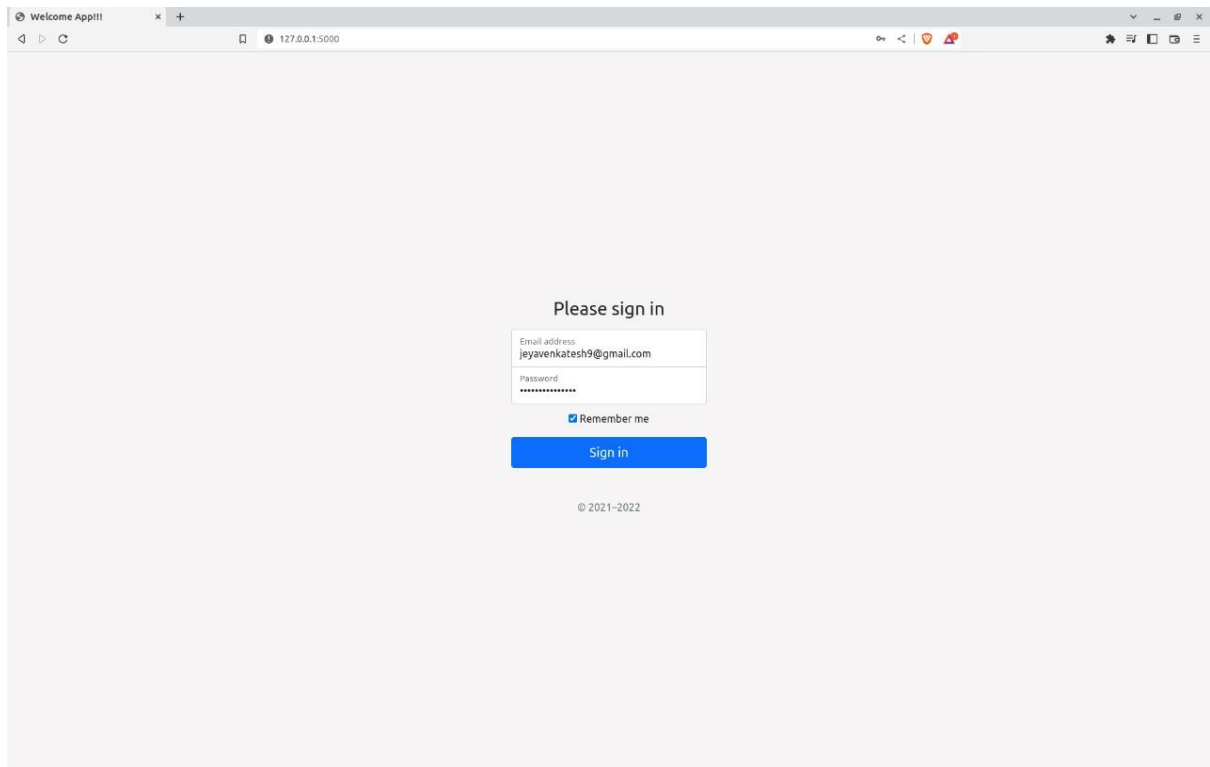 Welcome App!!!
127.0.0.1:5000
Please sign in
Email address
jeyavenkatesh9@gmail.com
Password
•••••••••••••••
Remember me
Sign in
© 2021–2022